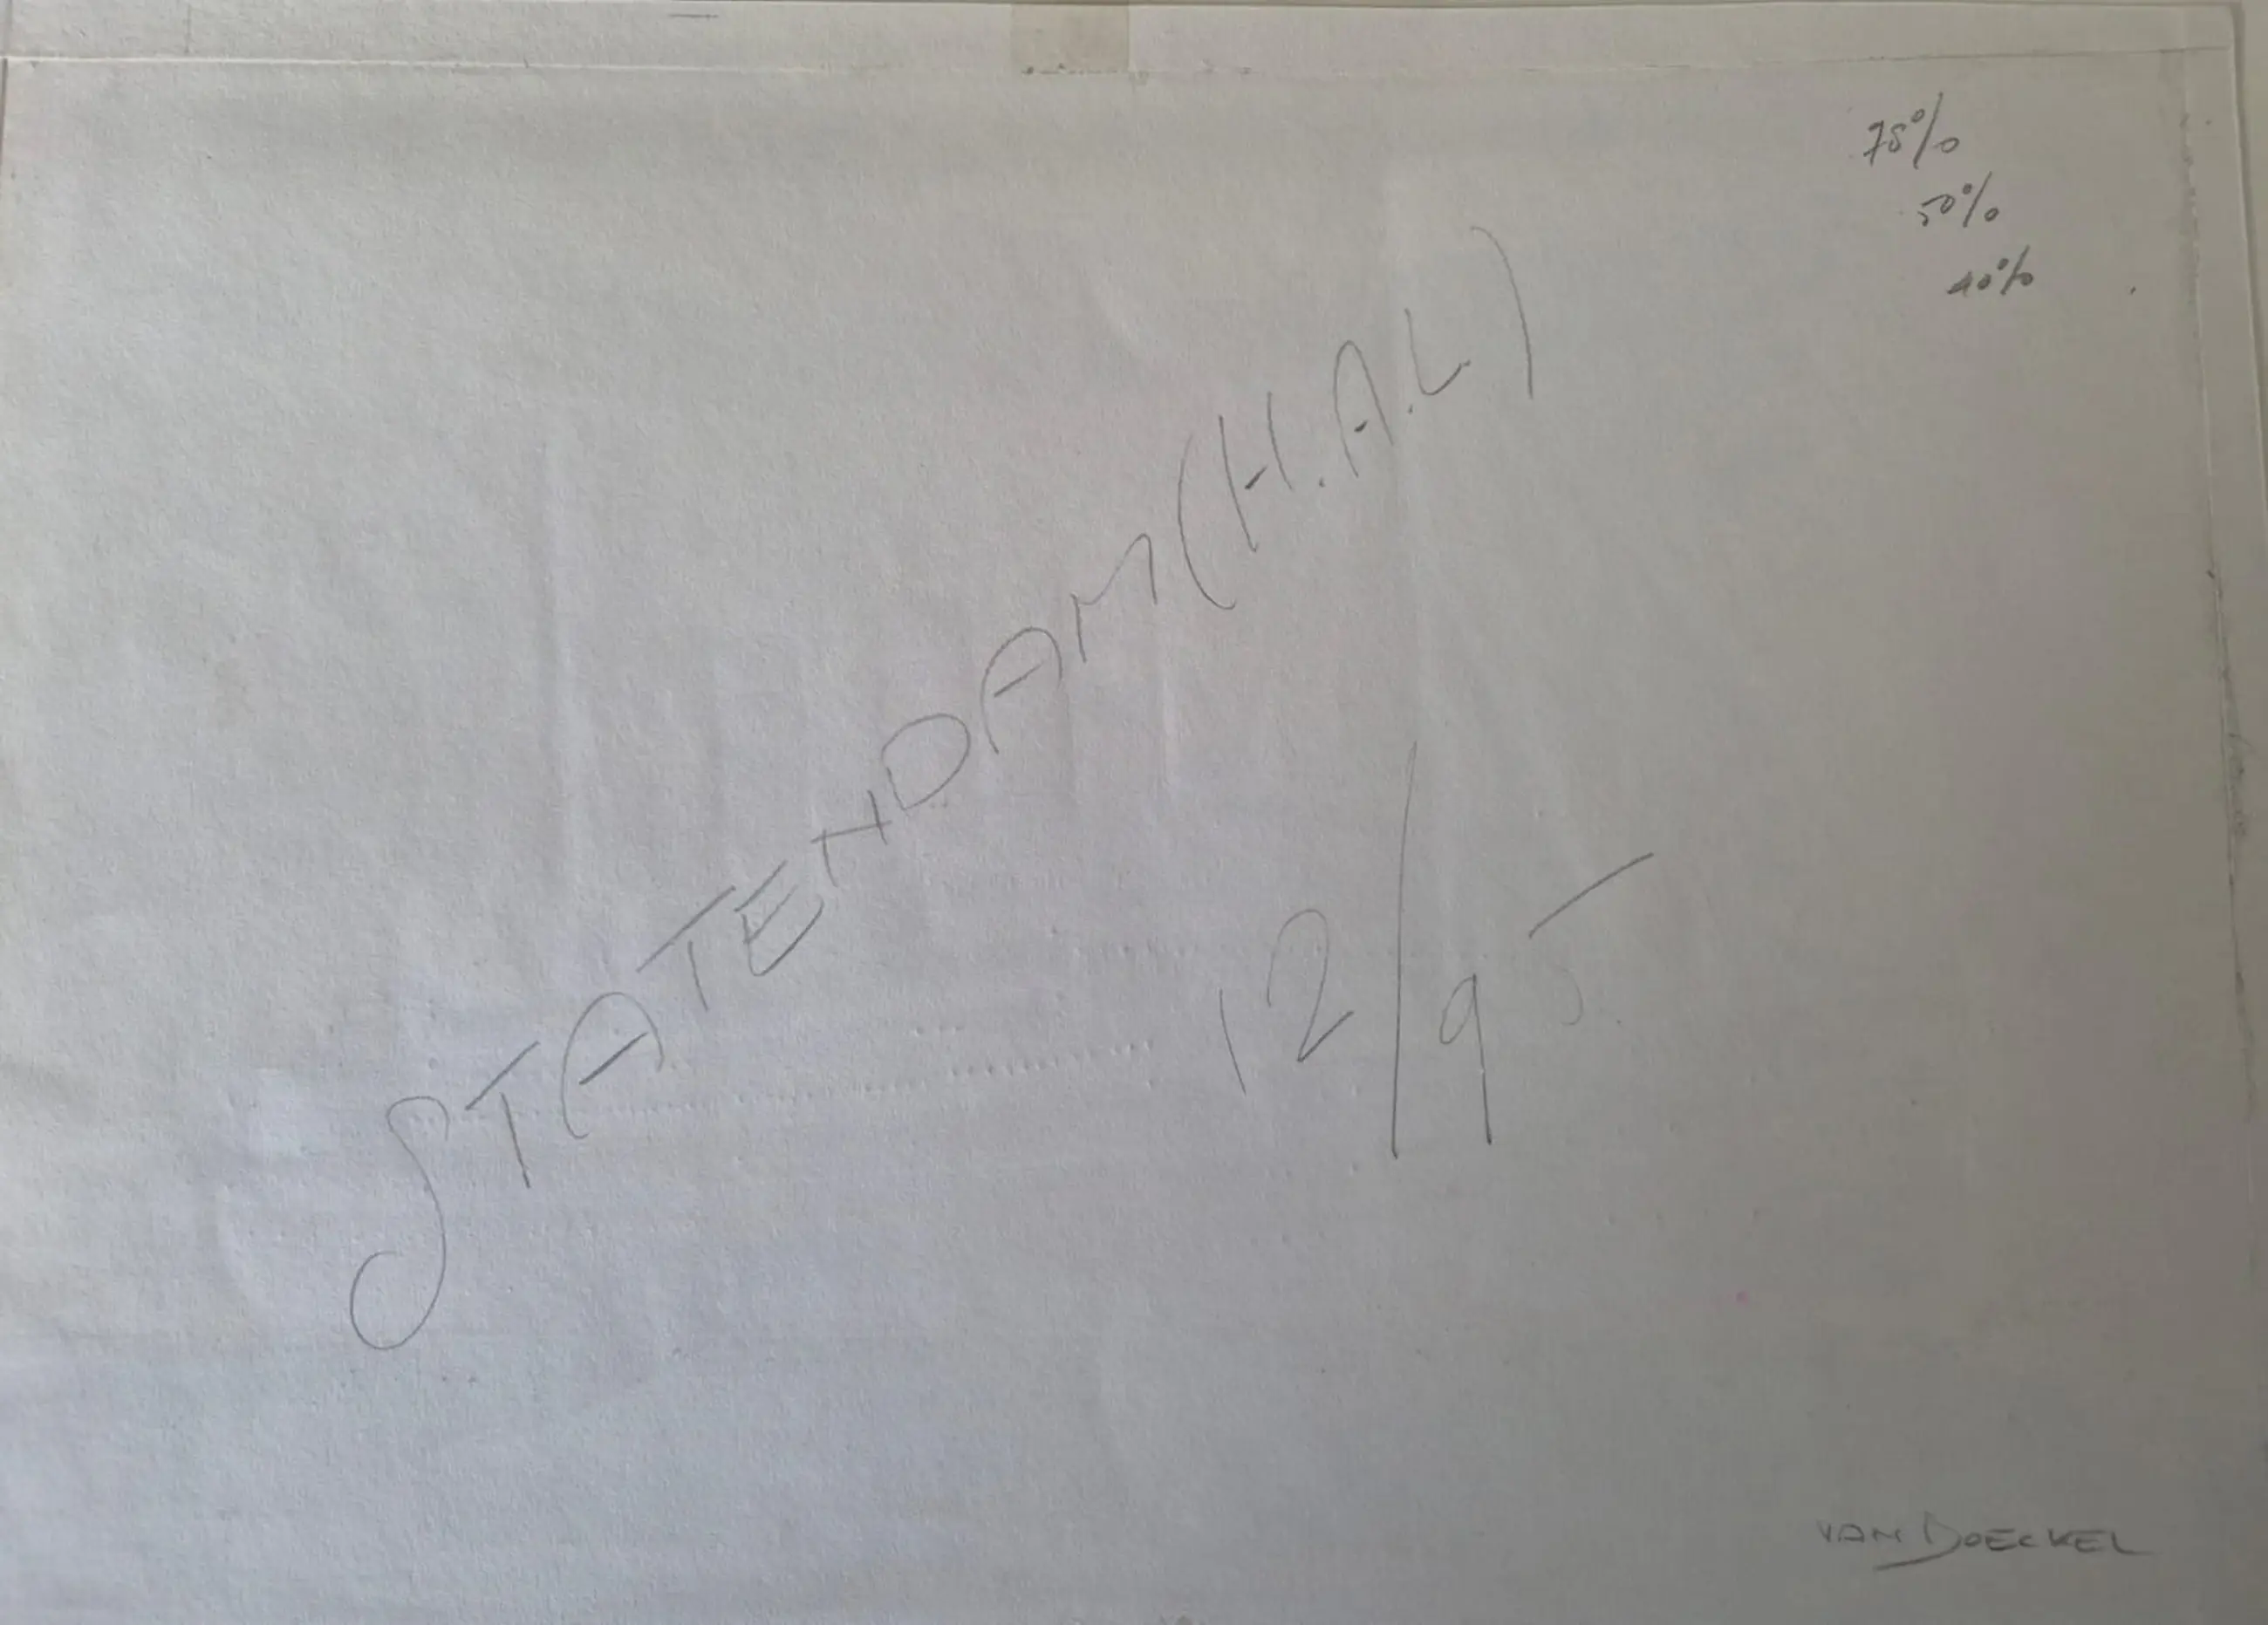 75%
50%
40%
STATENDAM (H.A.L)
12/95
VAN DOECKEL